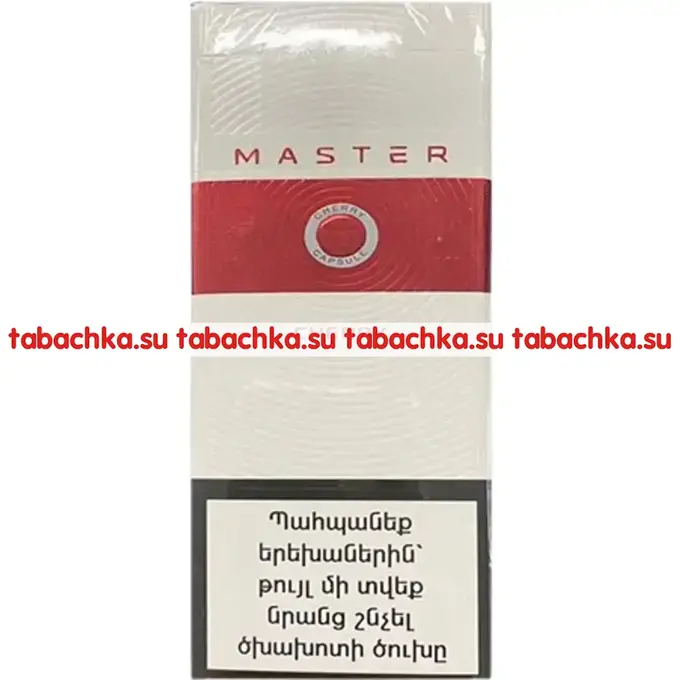 MASTER
CHERRY
CAPSULE
tabachka.su tabachka.su tabachka.su tabachka.su
Պահպանեք
երեխաներին՝
թույլ մի տվեք
նրանց շնչել
ծխախոտի ծուխը